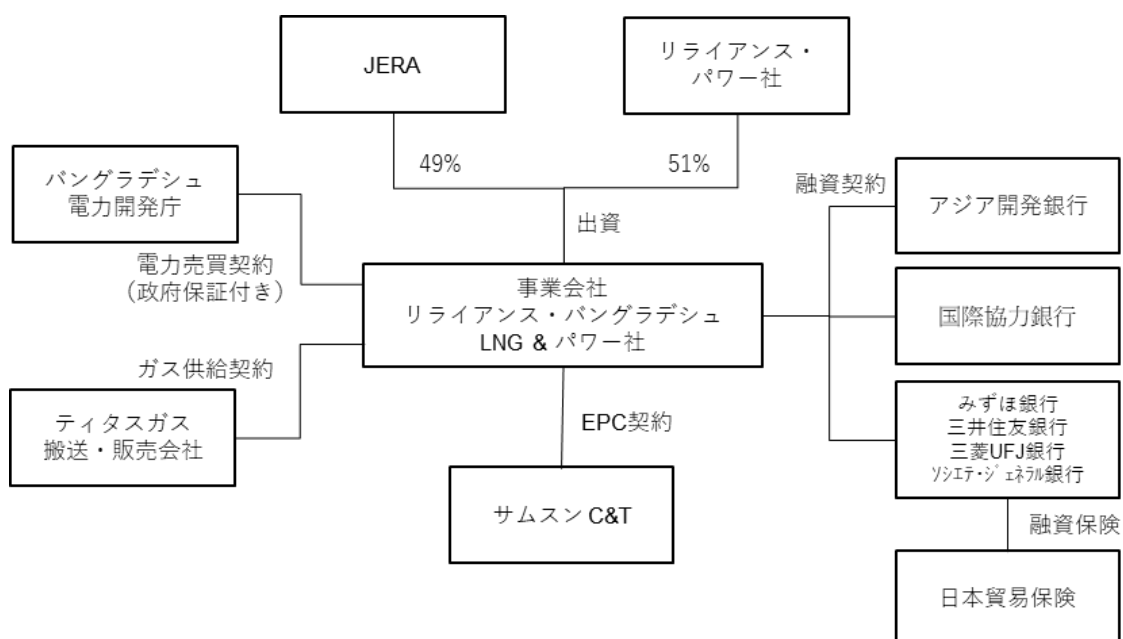 JERA
リライアンス・
パワー社
49%
51%
出資
バングラデシュ
電力開発庁
電力売買契約
（政府保証付き）
ガス供給契約
ティタスガス
搬送・販売会社
事業会社
リライアンス・バングラデシュ
LNG & パワー社
EPC契約
サムスン C&T
融資契約
アジア開発銀行
国際協力銀行
みずほ銀行
三井住友銀行
三菱UFJ銀行
ｿｼｴﾃ・ｼﾞｪﾈﾗﾙ銀行
融資保険
日本貿易保険